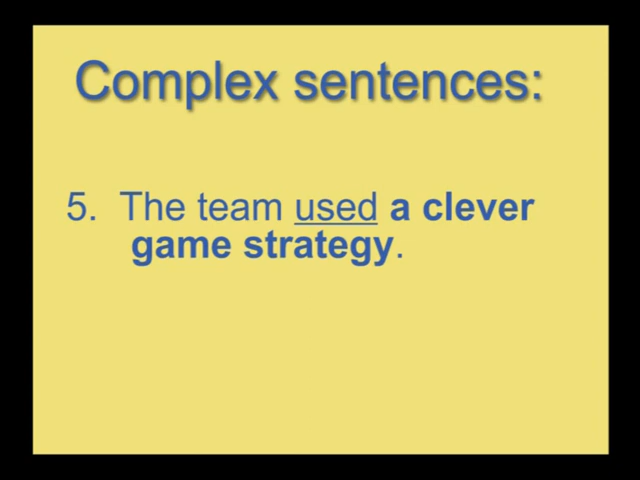 Complex sentences:
5. The team used a clever
game strategy.